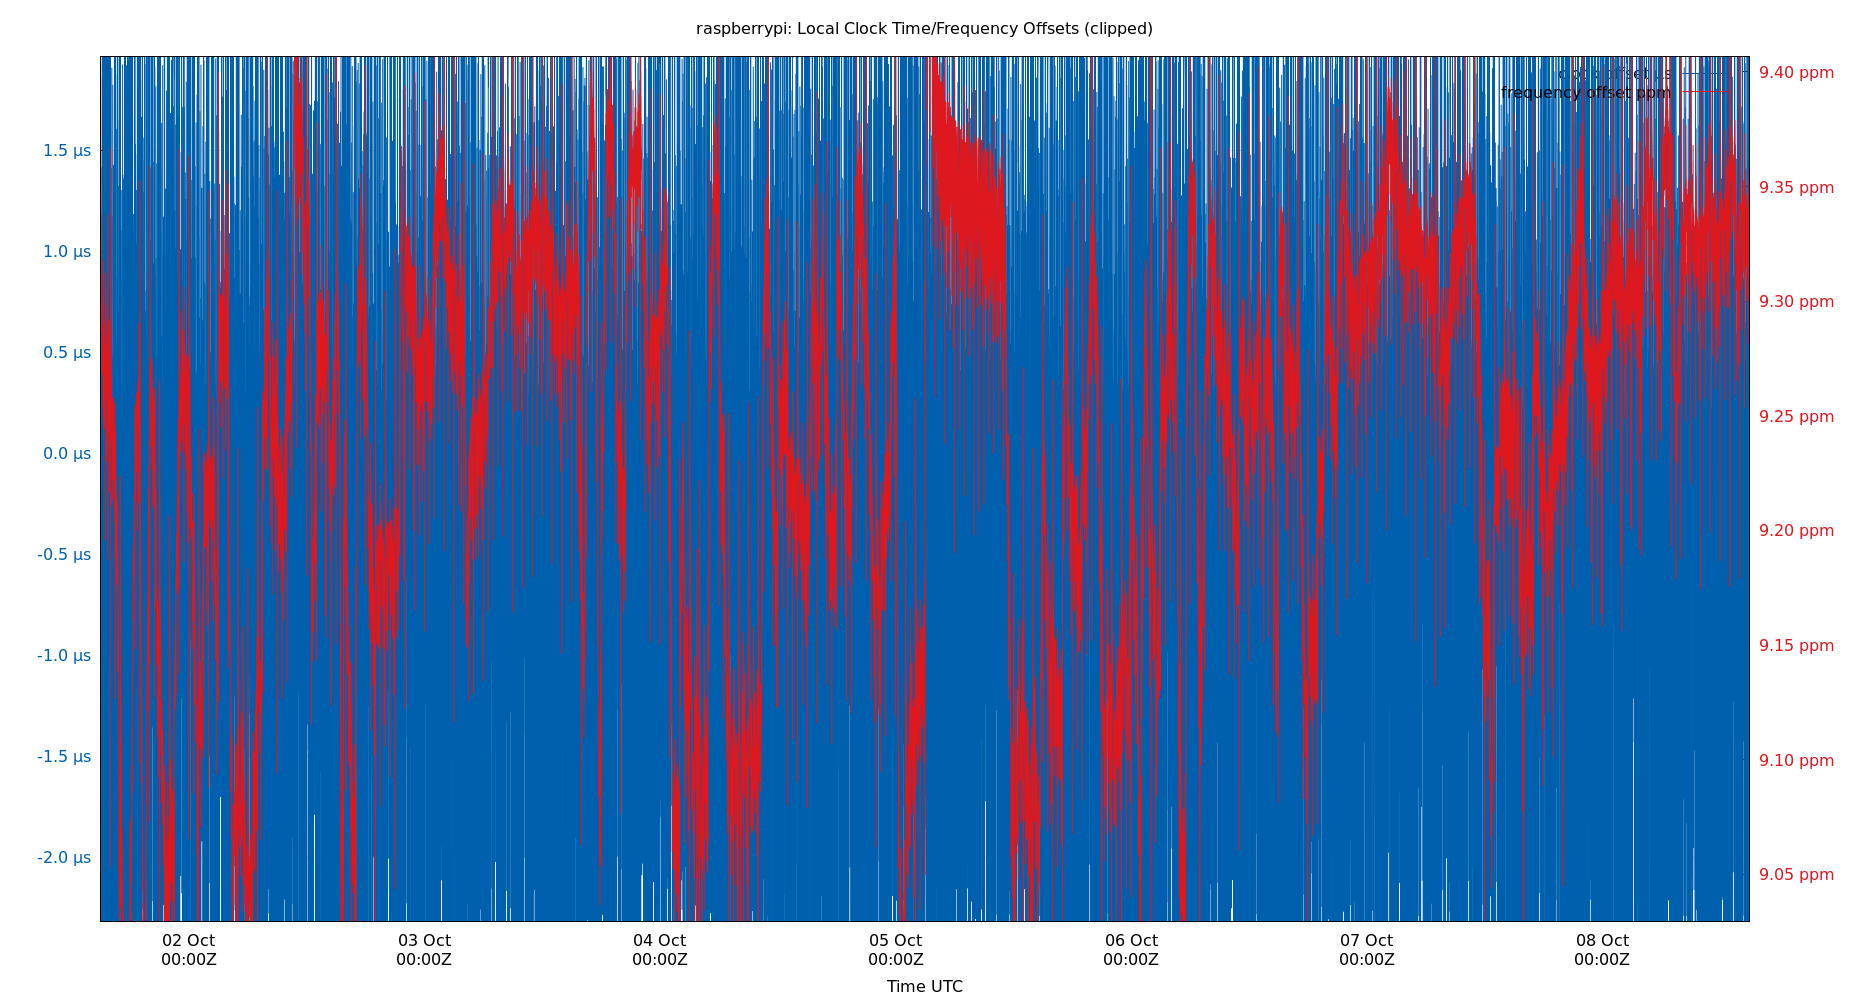 raspberrypi: Local Clock Time/Frequency Offsets (clipped)
clock offset µs
frequency offset ppm
1.5 µs
1.0 µs
0.5 µs
0.0 µs
-0.5 µs
-1.0 µs
-1.5 µs
-2.0 µs
9.40 ppm
9.35 ppm
9.30 ppm
9.25 ppm
9.20 ppm
9.15 ppm
9.10 ppm
9.05 ppm
02 Oct
00:00Z
03 Oct
00:00Z
04 Oct
00:00Z
05 Oct
00:00Z
06 Oct
00:00Z
07 Oct
00:00Z
08 Oct
00:00Z
Time UTC